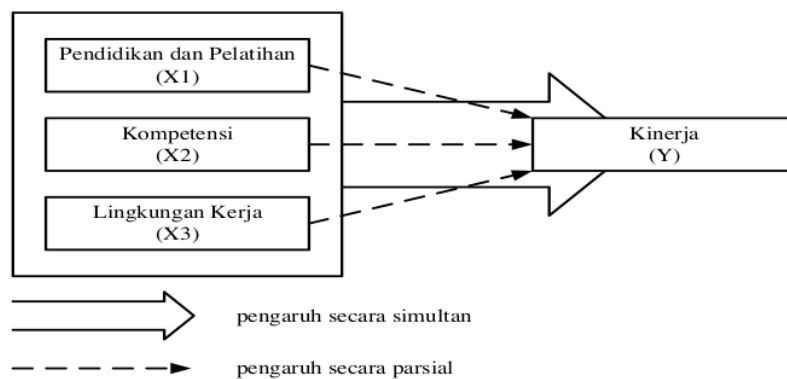 Pendidikan dan Pelatihan
(X1)
Kompetensi
(X2)
Lingkungan Kerja
(X3)
Kinerja
(Y)
pengaruh secara simultan
pengaruh secara parsial